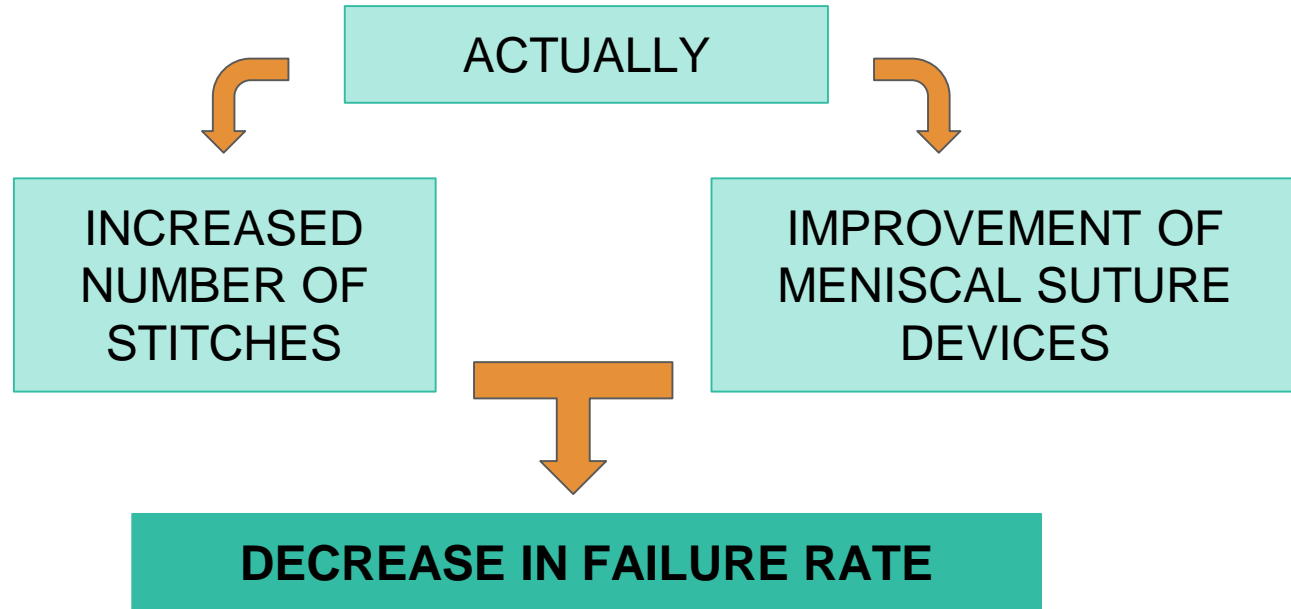 ACTUALLY
INCREASED
NUMBER OF
STITCHES
IMPROVEMENT OF
MENISCAL SUTURE
DEVICES
DECREASE IN FAILURE RATE